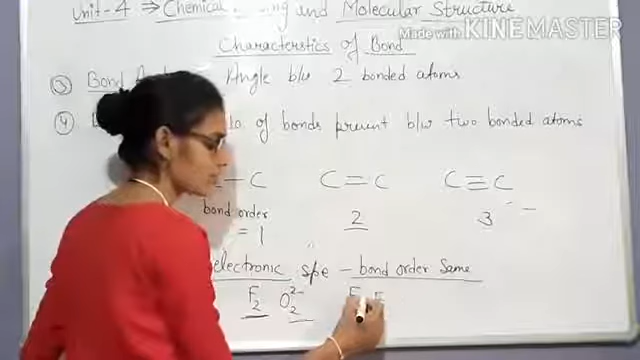 Unit-4 ⇒ Chemical and Molecular Structure
Made with KINEMASTER
Characterstics of Bond
③ Bond Angle b/w 2 bonded atoms
④ of bonds present b/w two bonded atoms
— C C = C C ≡ C
bond order
= 1 2 3
electronic spe – bond order same
F₂ O₂²⁻ F F